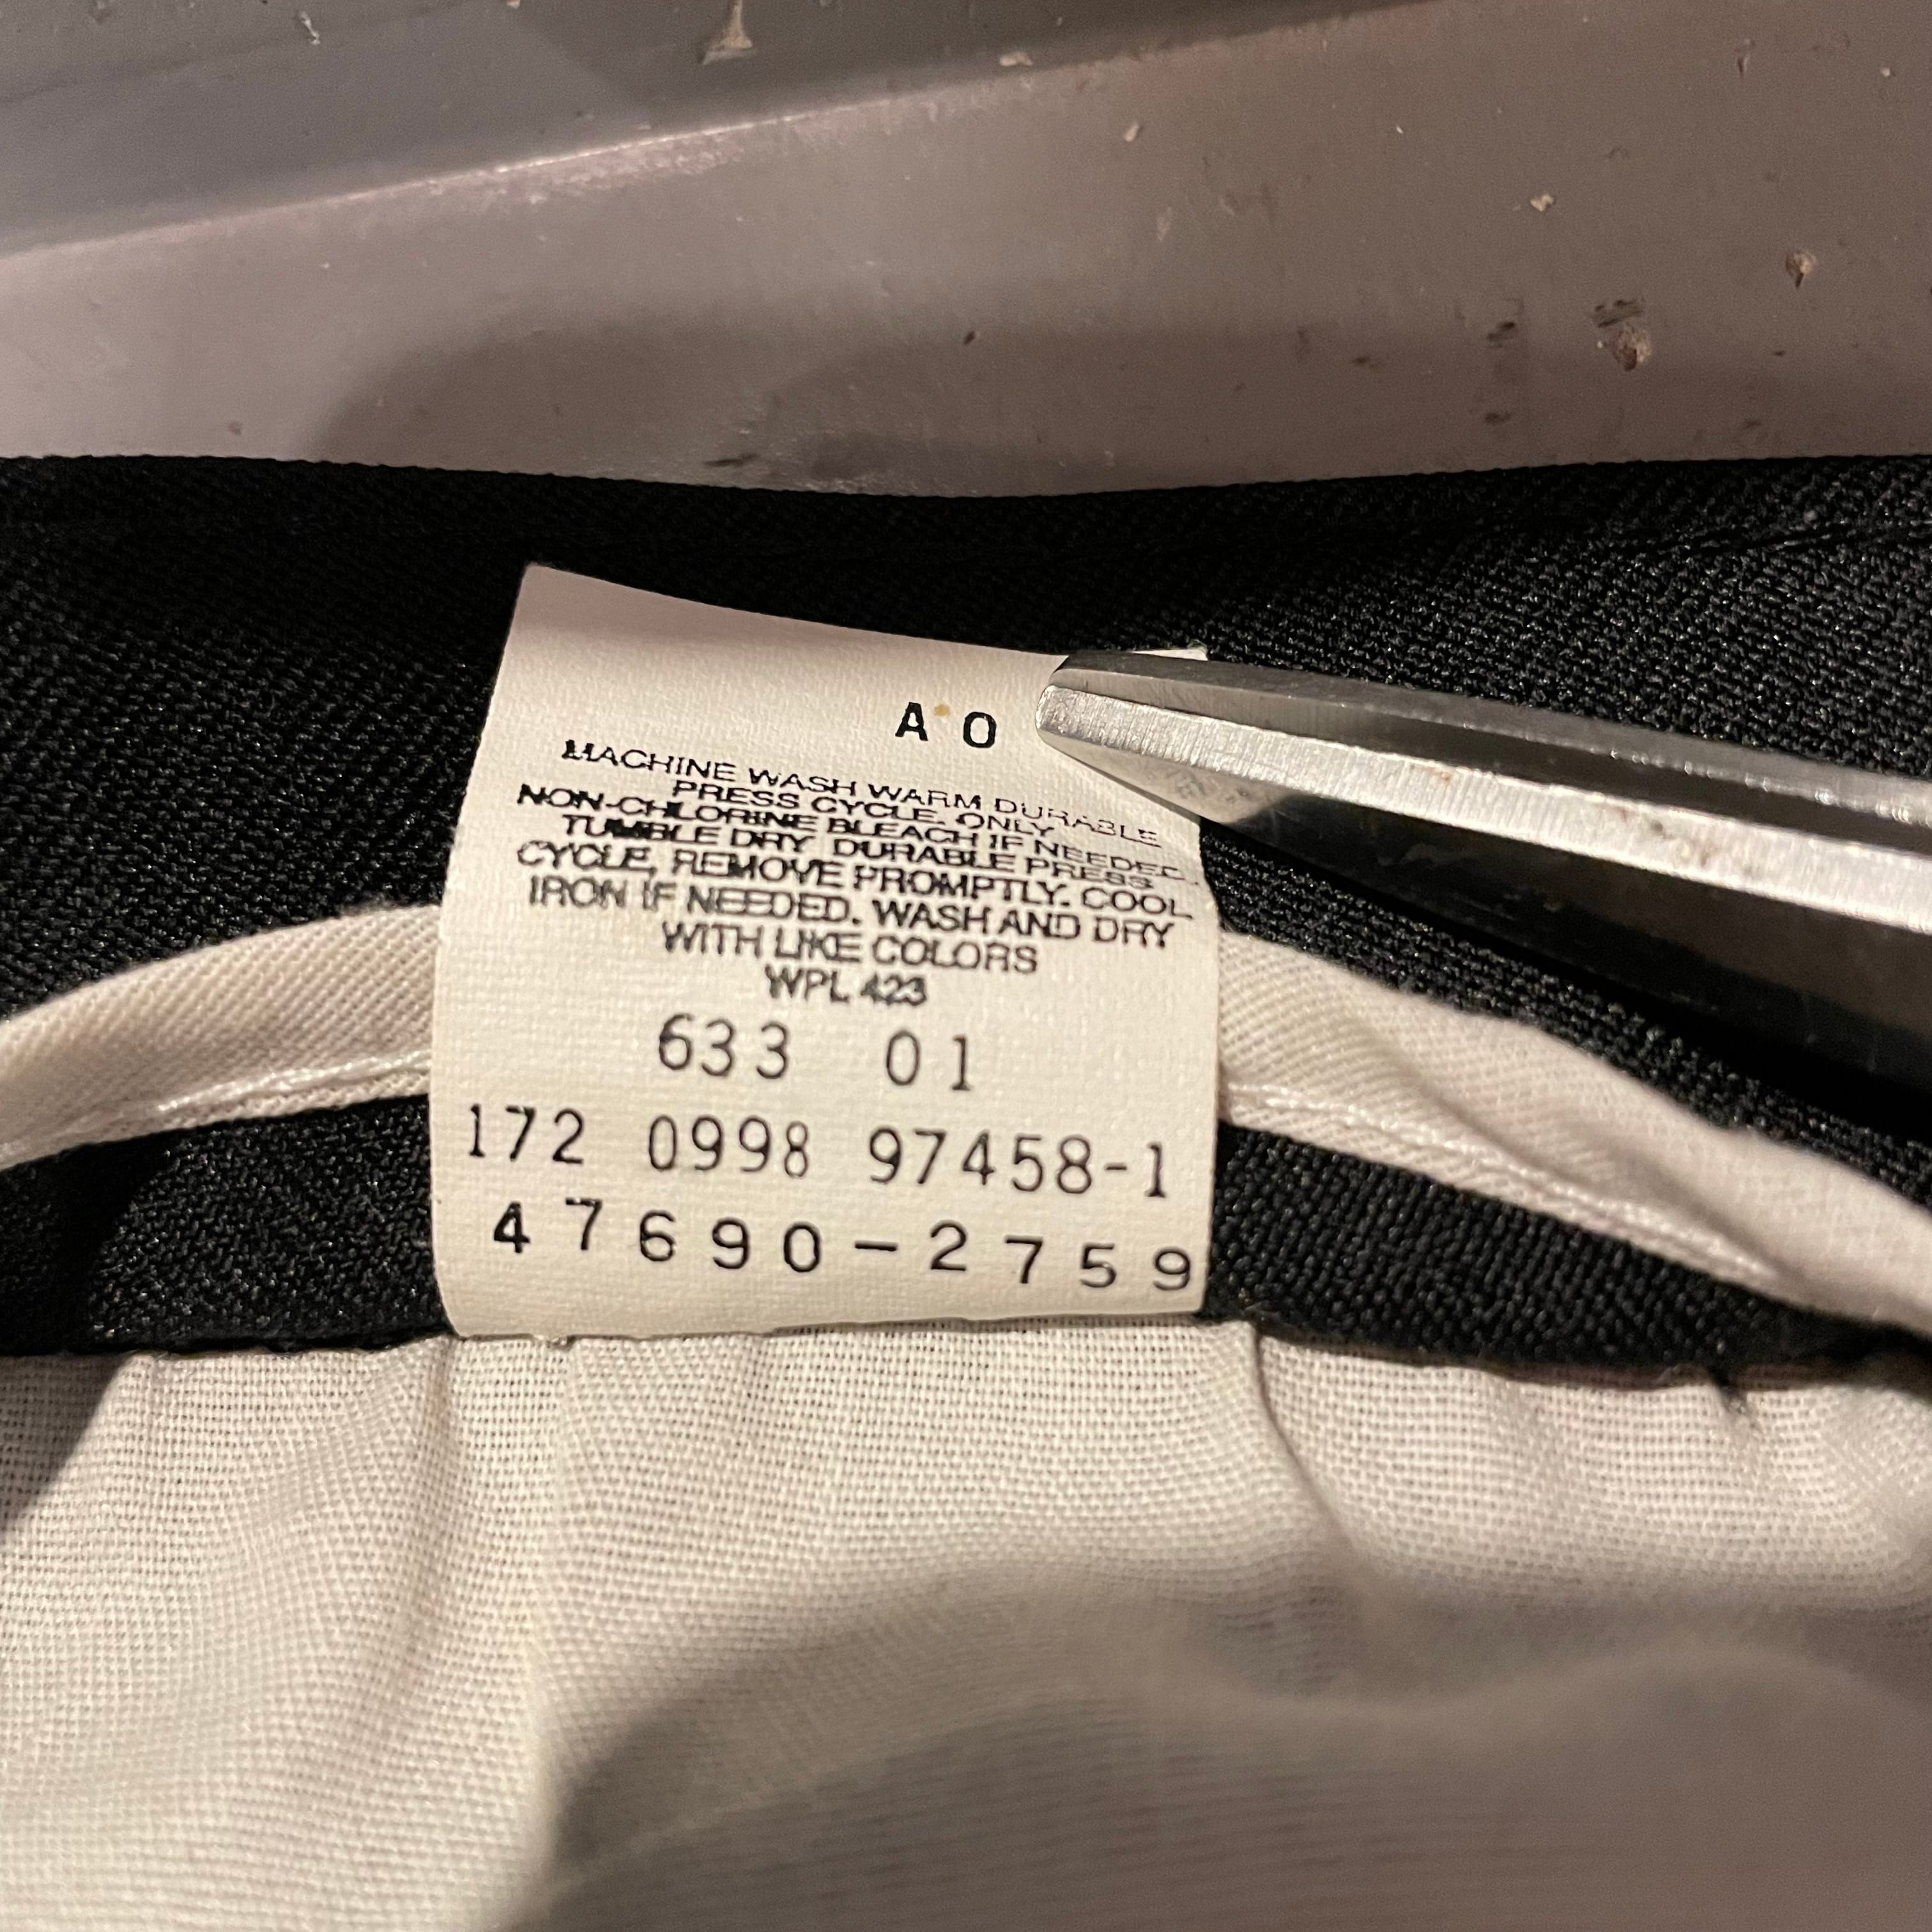 A O
MACHINE WASH WARM DURABLE
PRESS CYCLE. ONLY
NON-CHLORINE BLEACH IF NEEDED.
TUMBLE DRY DURABLE PRESS
CYCLE, REMOVE PROMPTLY. COOL
IRON IF NEEDED. WASH AND DRY
WITH LIKE COLORS
WPL 423
633 01
172 0998 97458-1
47690-2759